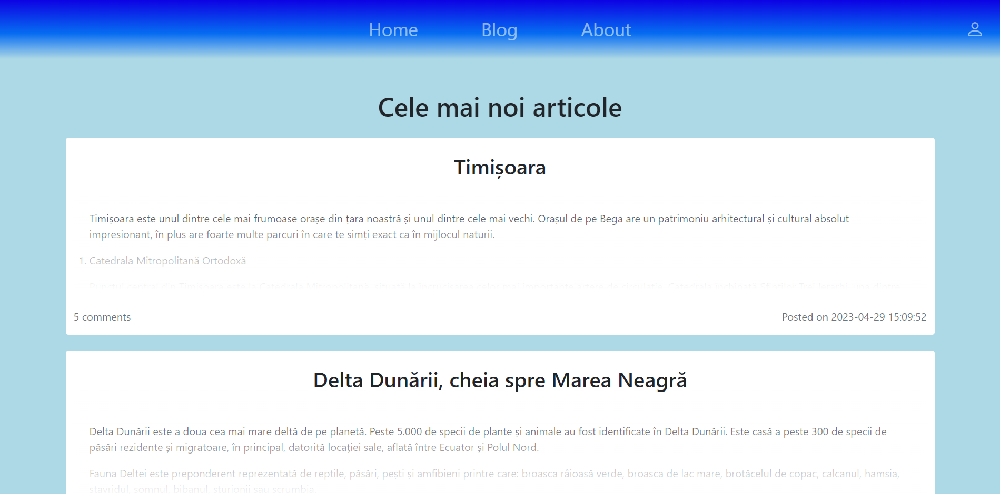 Home Blog About
Cele mai noi articole
Timișoara
Timișoara este unul dintre cele mai frumoase orașe din țara noastră și unul dintre cele mai vechi. Orașul de pe Bega are un patrimoniu arhitectural și cultural absolut
impresionant, în plus are foarte multe parcuri în care te simți exact ca în mijlocul naturii.
1. Catedrala Mitropolitană Ortodoxă
Punctul central din Timișoara este la Catedrala Mitropolitană, situată la încrucișarea celor mai importante artere de circulație. Catedrala închinată Sfinților Trei Ierarhi, una dintre
5 comments Posted on 2023-04-29 15:09:52
Delta Dunării, cheia spre Marea Neagră
Delta Dunării este a doua cea mai mare deltă de pe planetă. Peste 5.000 de specii de plante și animale au fost identificate în Delta Dunării. Este casă a peste 300 de specii de
păsări rezidente și migratoare, în principal, datorită locației sale, aflată între Ecuator și Polul Nord.
Fauna Deltei este preponderent reprezentată de reptile, păsări, pești și amfibieni printre care: broasca râioasă verde, broasca de lac mare, brotăcelul de copac, calcanul, hamsia,
stavridul, somnul, bibanul, sturionii sau scrumbia.